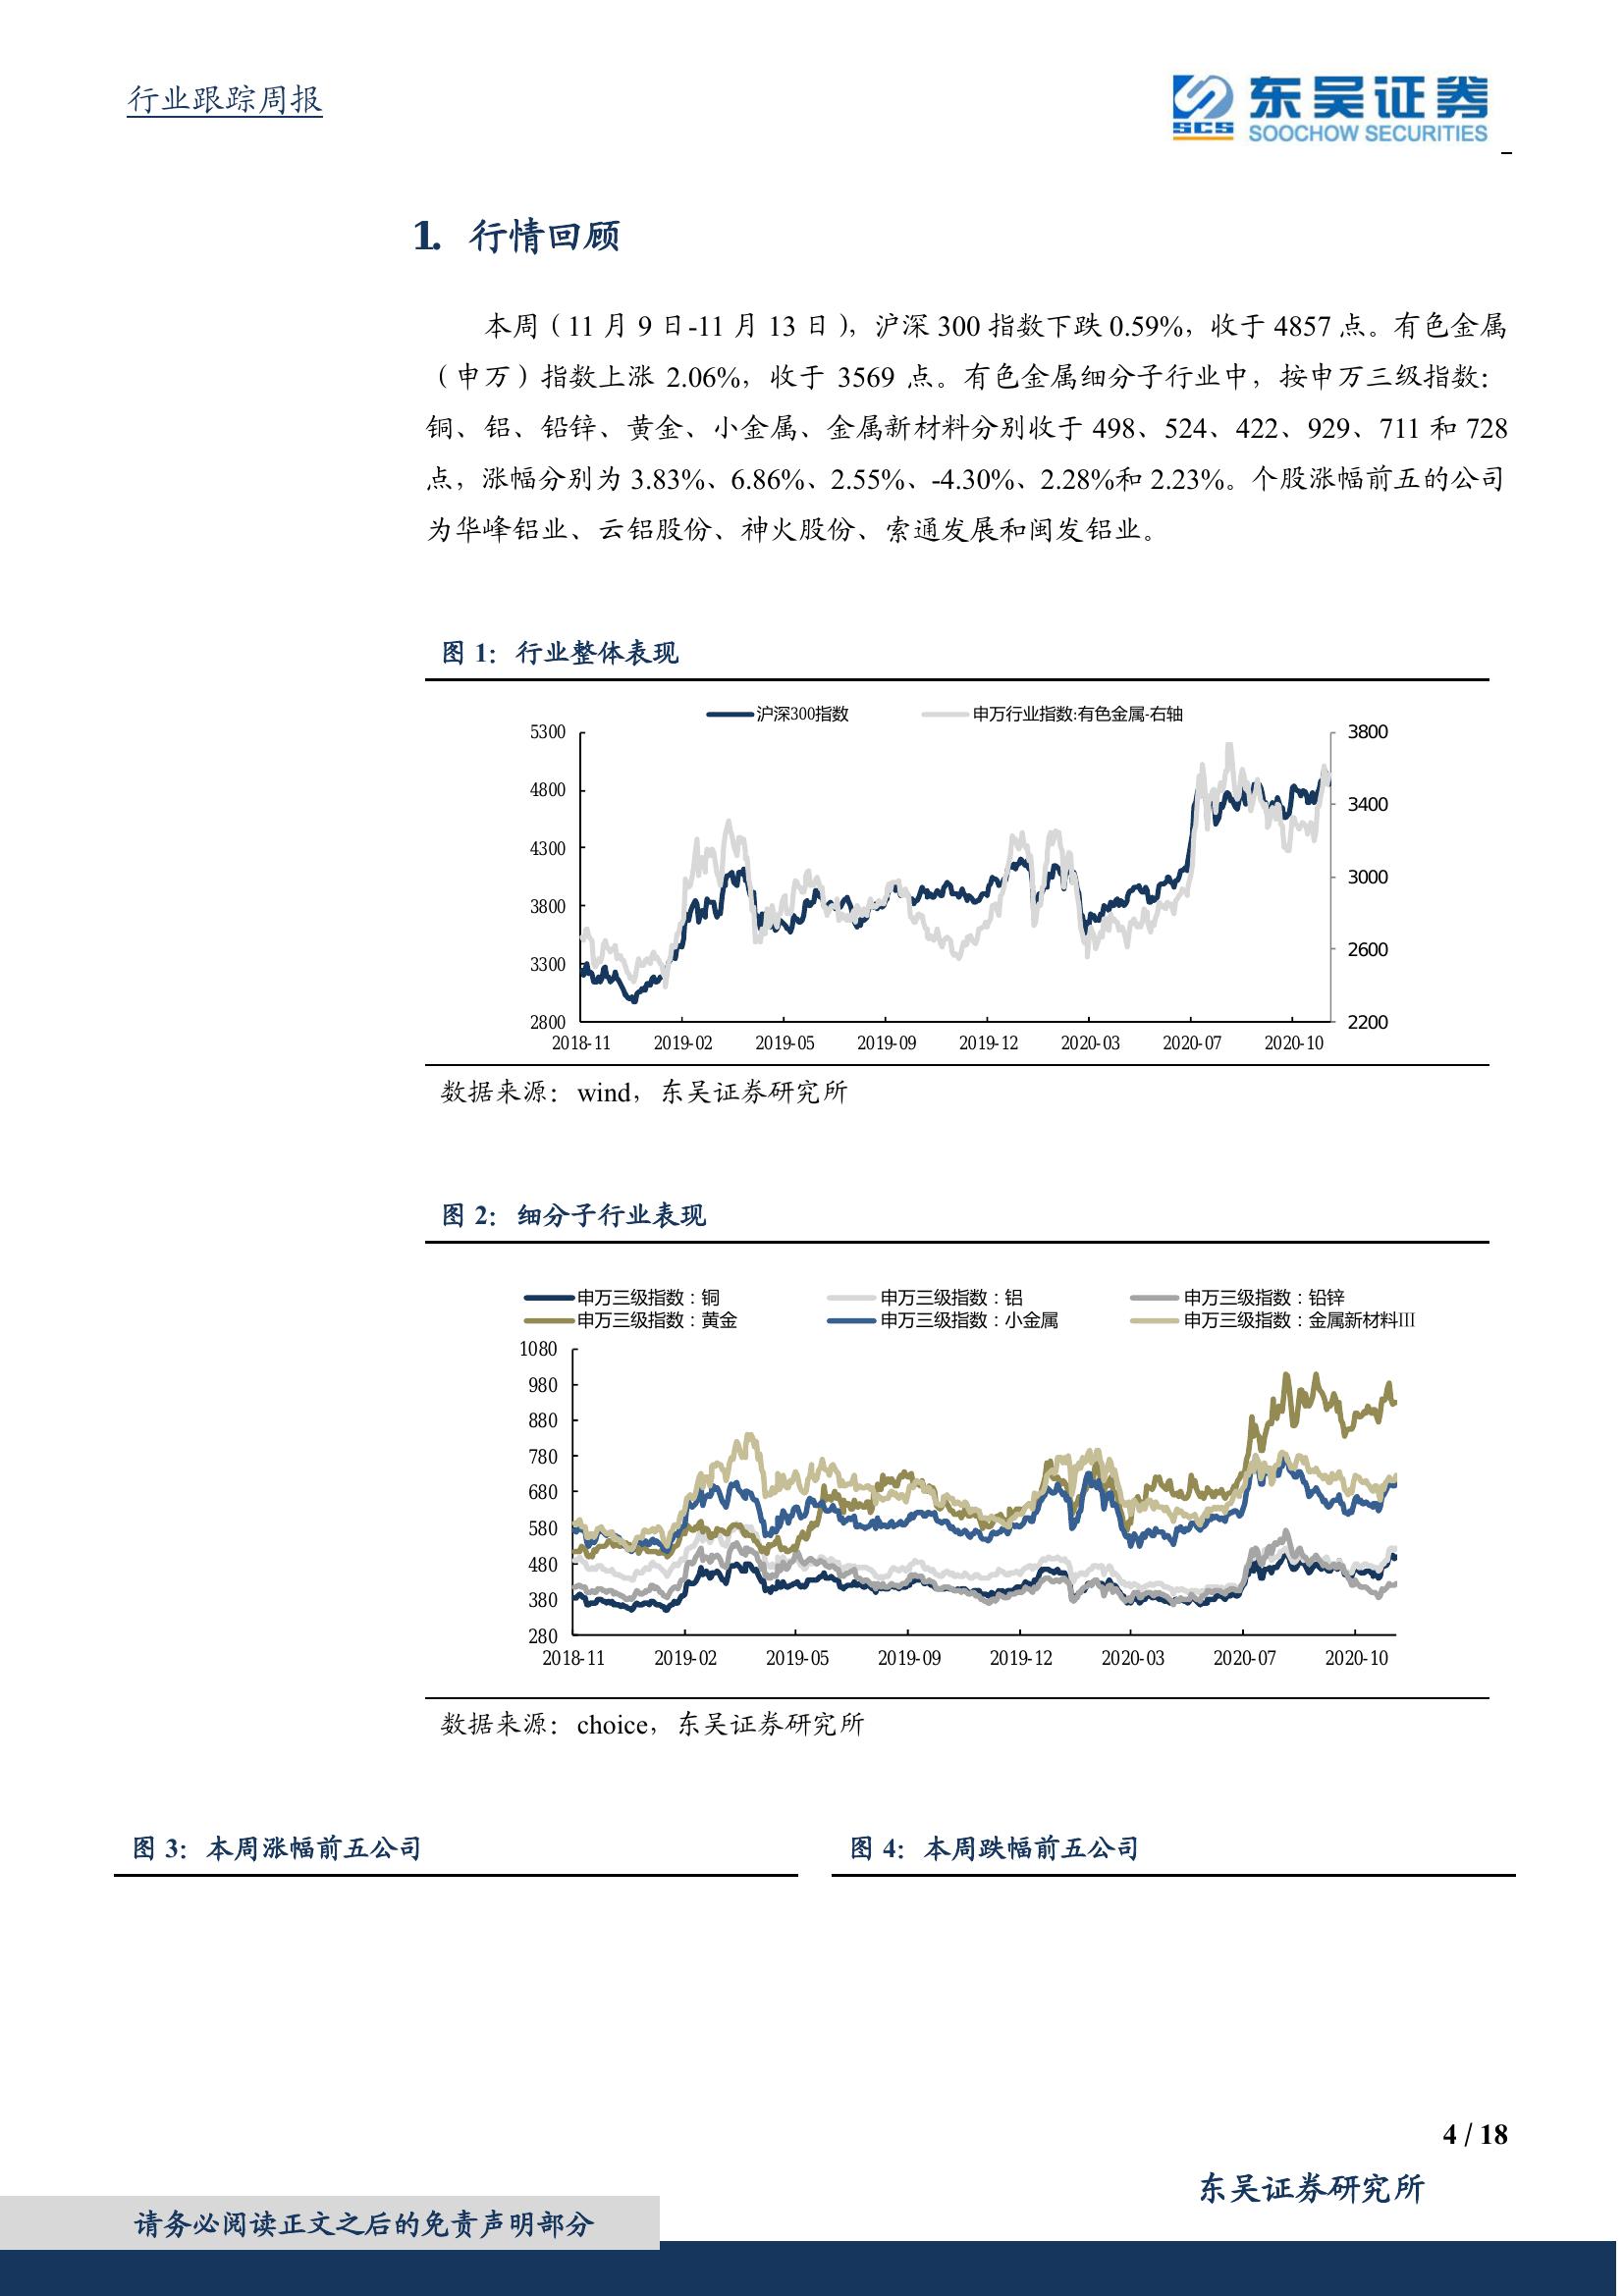 行业跟踪周报
东吴证券
SCS
SOOCHOW SECURITIES
1. 行情回顾
本周（11 月 9 日-11 月 13 日），沪深 300 指数下跌 0.59%，收于 4857 点。有色金属
（申万）指数上涨 2.06%，收于 3569 点。有色金属细分子行业中，按申万三级指数：
铜、铝、铅锌、黄金、小金属、金属新材料分别收于 498、524、422、929、711 和 728
点，涨幅分别为 3.83%、6.86%、2.55%、-4.30%、2.28%和 2.23%。个股涨幅前五的公司
为华峰铝业、云铝股份、神火股份、索通发展和闽发铝业。
图 1：行业整体表现
沪深300指数 申万行业指数:有色金属-右轴
5300 3800
4800
3400
4300
3000
3800
2600
3300
2800 2200
2018-11 2019-02 2019-05 2019-09 2019-12 2020-03 2020-07 2020-10
数据来源：wind，东吴证券研究所
图 2：细分子行业表现
申万三级指数：铜 申万三级指数：铝 申万三级指数：铅锌
申万三级指数：黄金 申万三级指数：小金属 申万三级指数：金属新材料III
1080
980
880
780
680
580
480
380
280
2018-11 2019-02 2019-05 2019-09 2019-12 2020-03 2020-07 2020-10
数据来源：choice，东吴证券研究所
图 3：本周涨幅前五公司 图 4：本周跌幅前五公司
4 / 18
东吴证券研究所
请务必阅读正文之后的免责声明部分